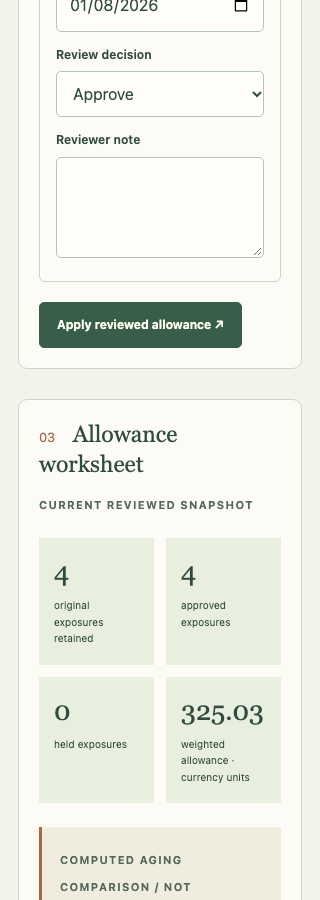 01/08/2026
Review decision
Approve
Reviewer note
Apply reviewed allowance ↗
03 Allowance
worksheet
CURRENT REVIEWED SNAPSHOT
4
original
exposures
retained
4
approved
exposures
0
held exposures
325.03
weighted
allowance ·
currency units
COMPUTED AGING
COMPARISON / NOT